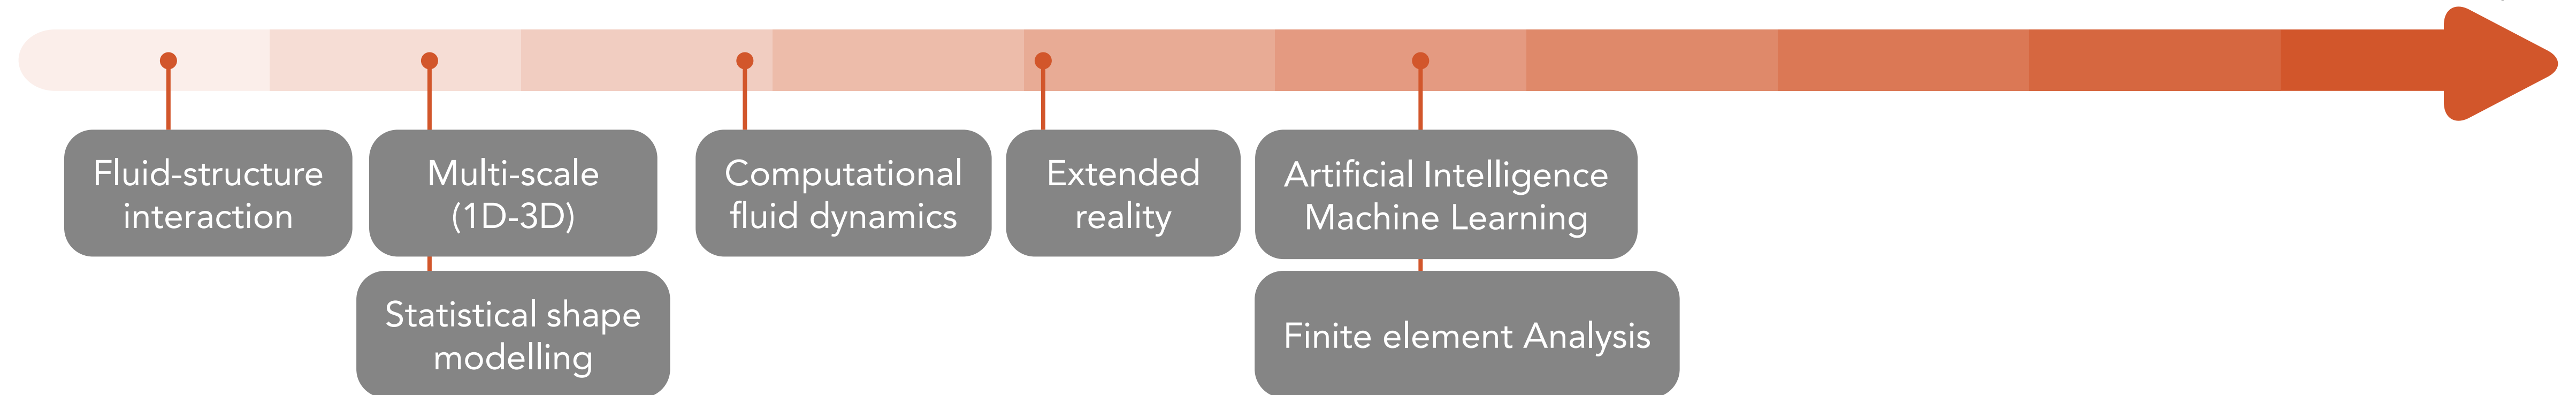 Fluid-structure
interaction
Multi-scale
(1D-3D)
Statistical shape
modelling
Computational
fluid dynamics
Extended
reality
Artificial Intelligence
Machine Learning
Finite element Analysis